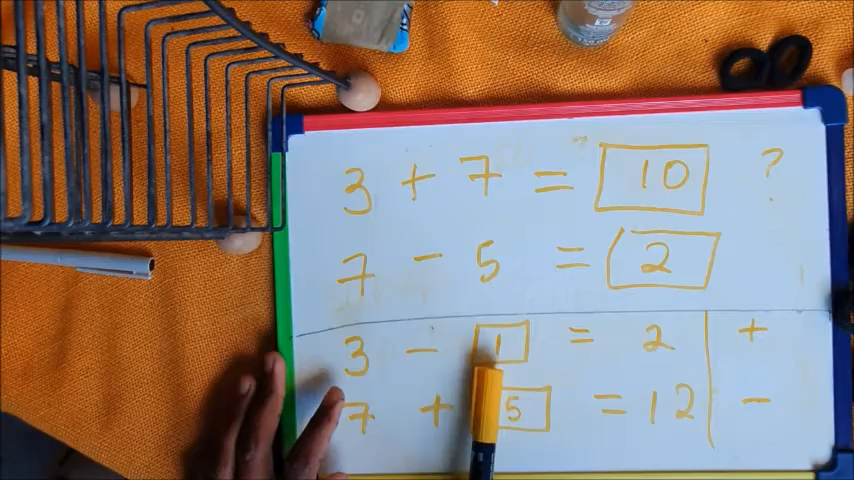 3 + 7 = 10 ?
7 - 5 = 2
3 - 1 = 2 +
7 + 5 = 12 -